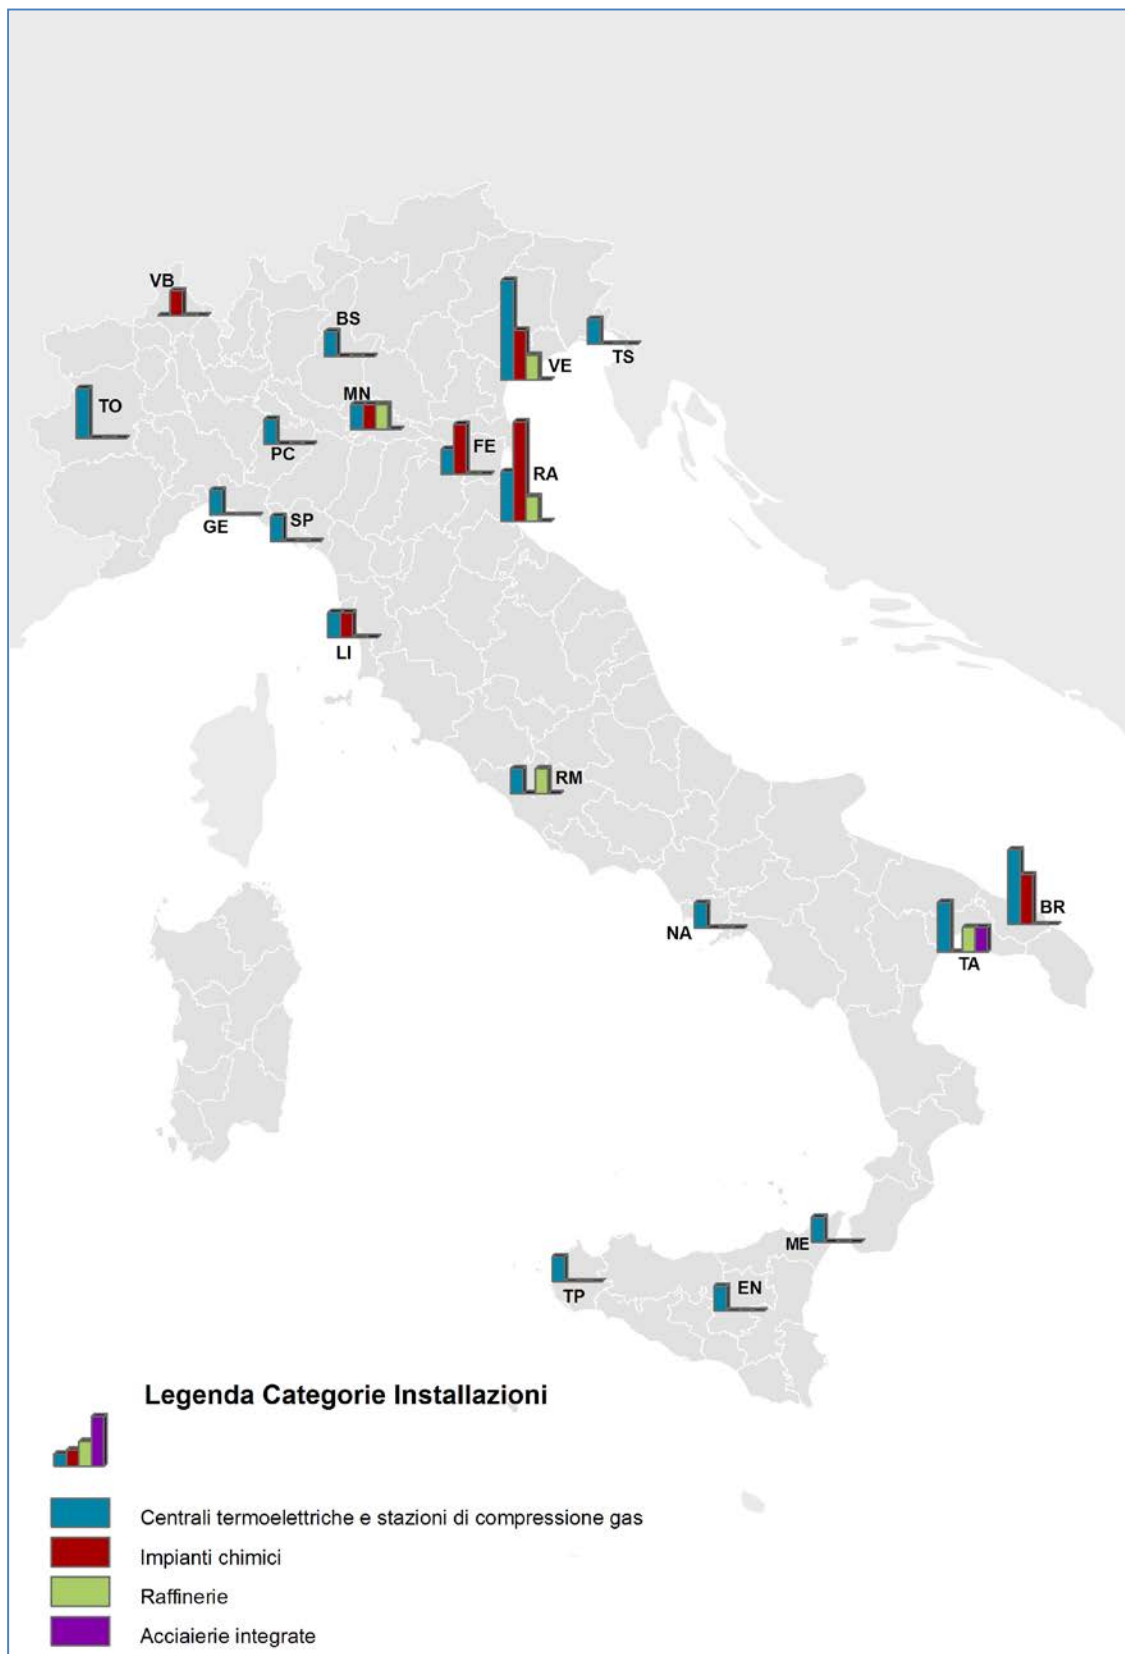 VB
BS
VE
TS
MN
TO
FE
PC
RA
SP
GE
LI
RM
BR
NA
TA
ME
EN
TP
Legenda Categorie Installazioni
Centrali termoelettriche e stazioni di compressione gas
Impianti chimici
Raffinerie
Acciaierie integrate